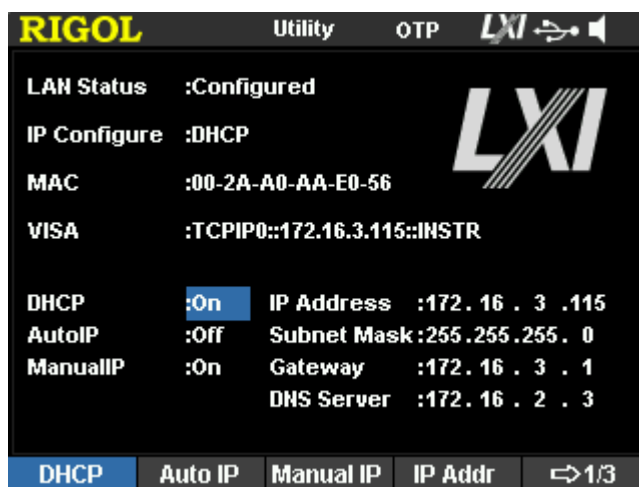 RIGOL Utility OTP LXI
LAN Status :Configured
IP Configure :DHCP
LXI
MAC :00-2A-A0-AA-E0-56
VISA :TCPIP0::172.16.3.115::INSTR
DHCP :On IP Address :172. 16 . 3 .115
AutoIP :Off Subnet Mask:255.255.255. 0
ManualIP :On Gateway :172. 16 . 3 . 1
DNS Server :172. 16 . 2 . 3
DHCP Auto IP Manual IP IP Addr ⇨1/3